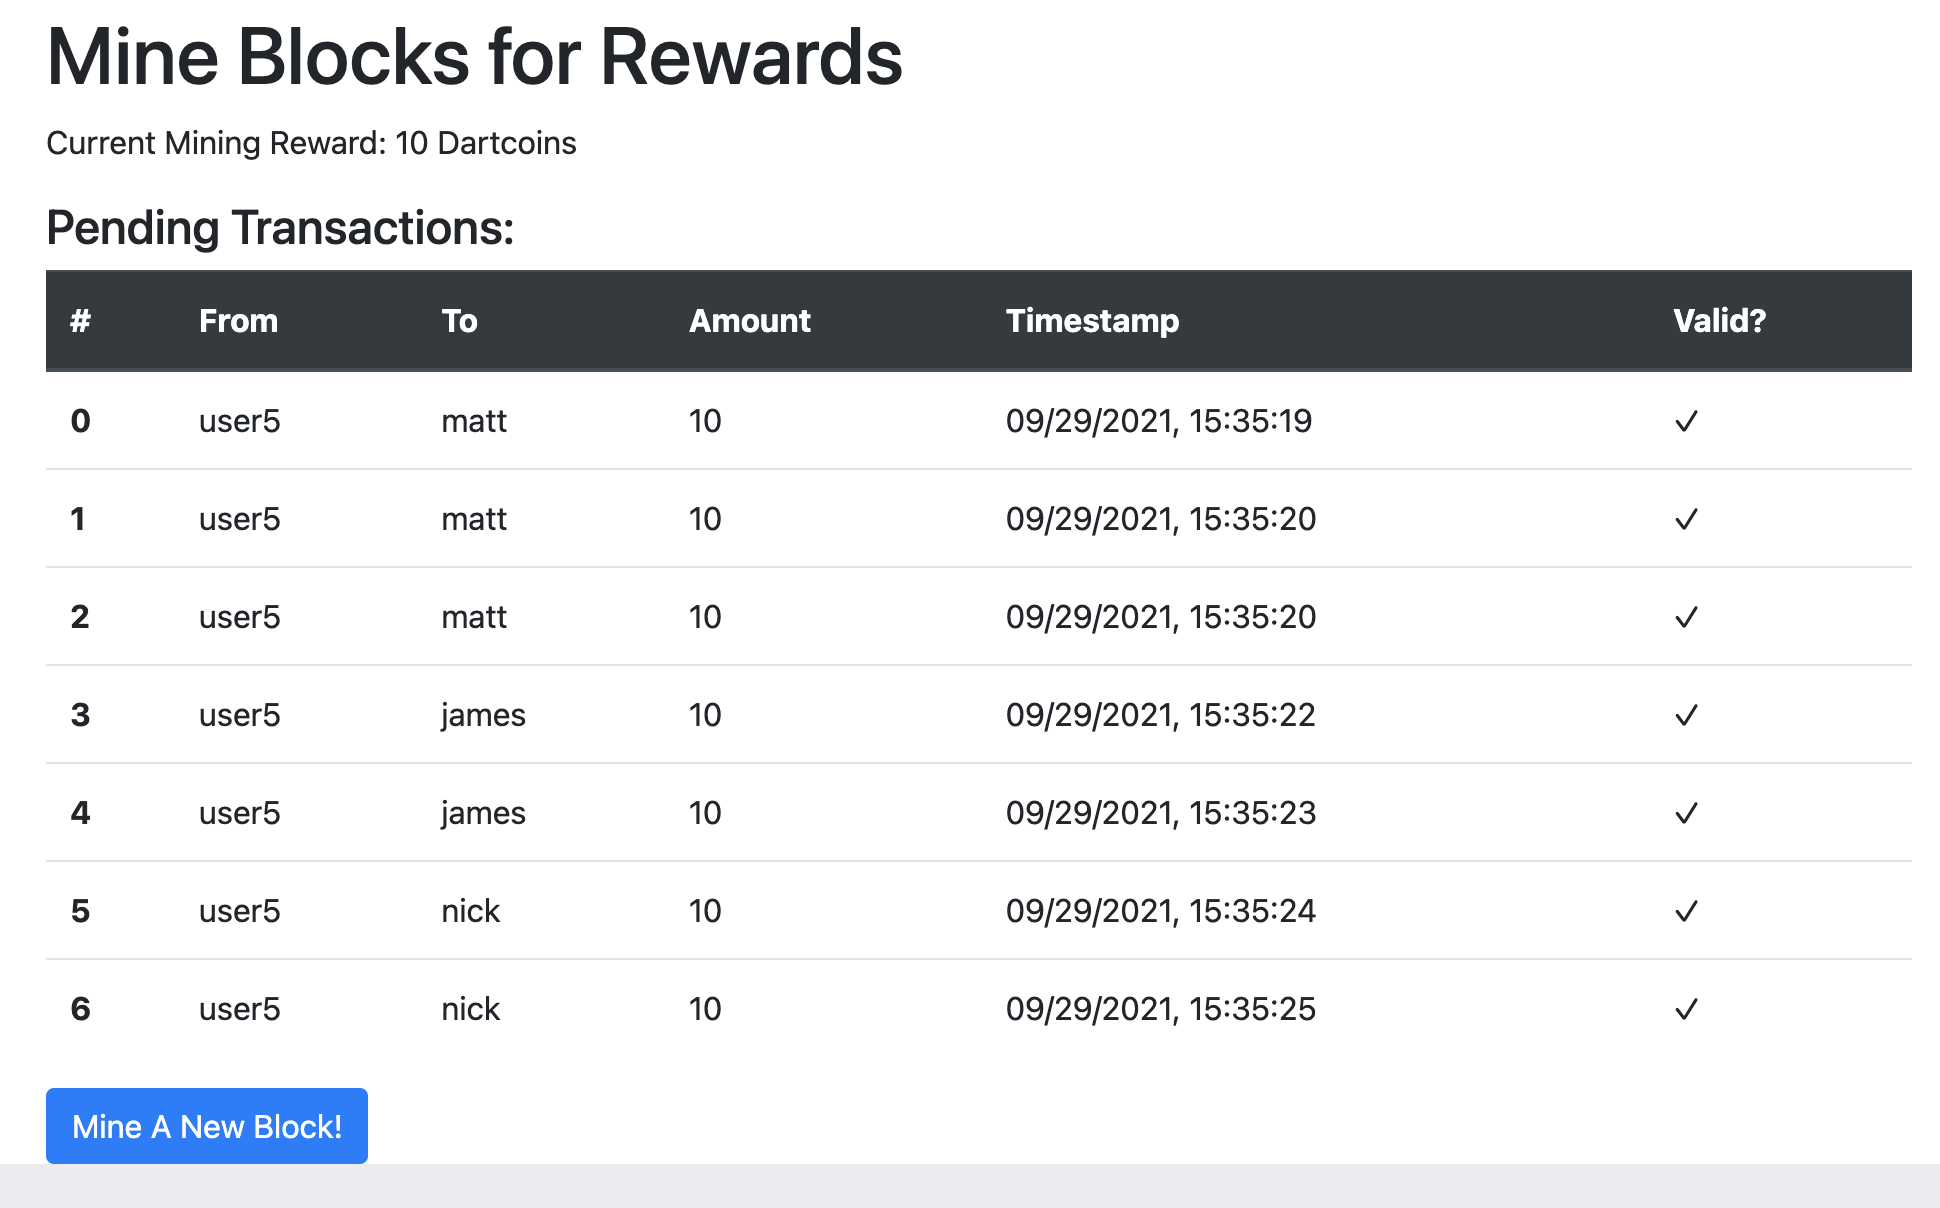 Mine Blocks for Rewards
Current Mining Reward: 10 Dartcoins
Pending Transactions:
# From To Amount Timestamp Valid?
0 user5 matt 10 09/29/2021, 15:35:19 ✓
1 user5 matt 10 09/29/2021, 15:35:20 ✓
2 user5 matt 10 09/29/2021, 15:35:20 ✓
3 user5 james 10 09/29/2021, 15:35:22 ✓
4 user5 james 10 09/29/2021, 15:35:23 ✓
5 user5 nick 10 09/29/2021, 15:35:24 ✓
6 user5 nick 10 09/29/2021, 15:35:25 ✓
Mine A New Block!